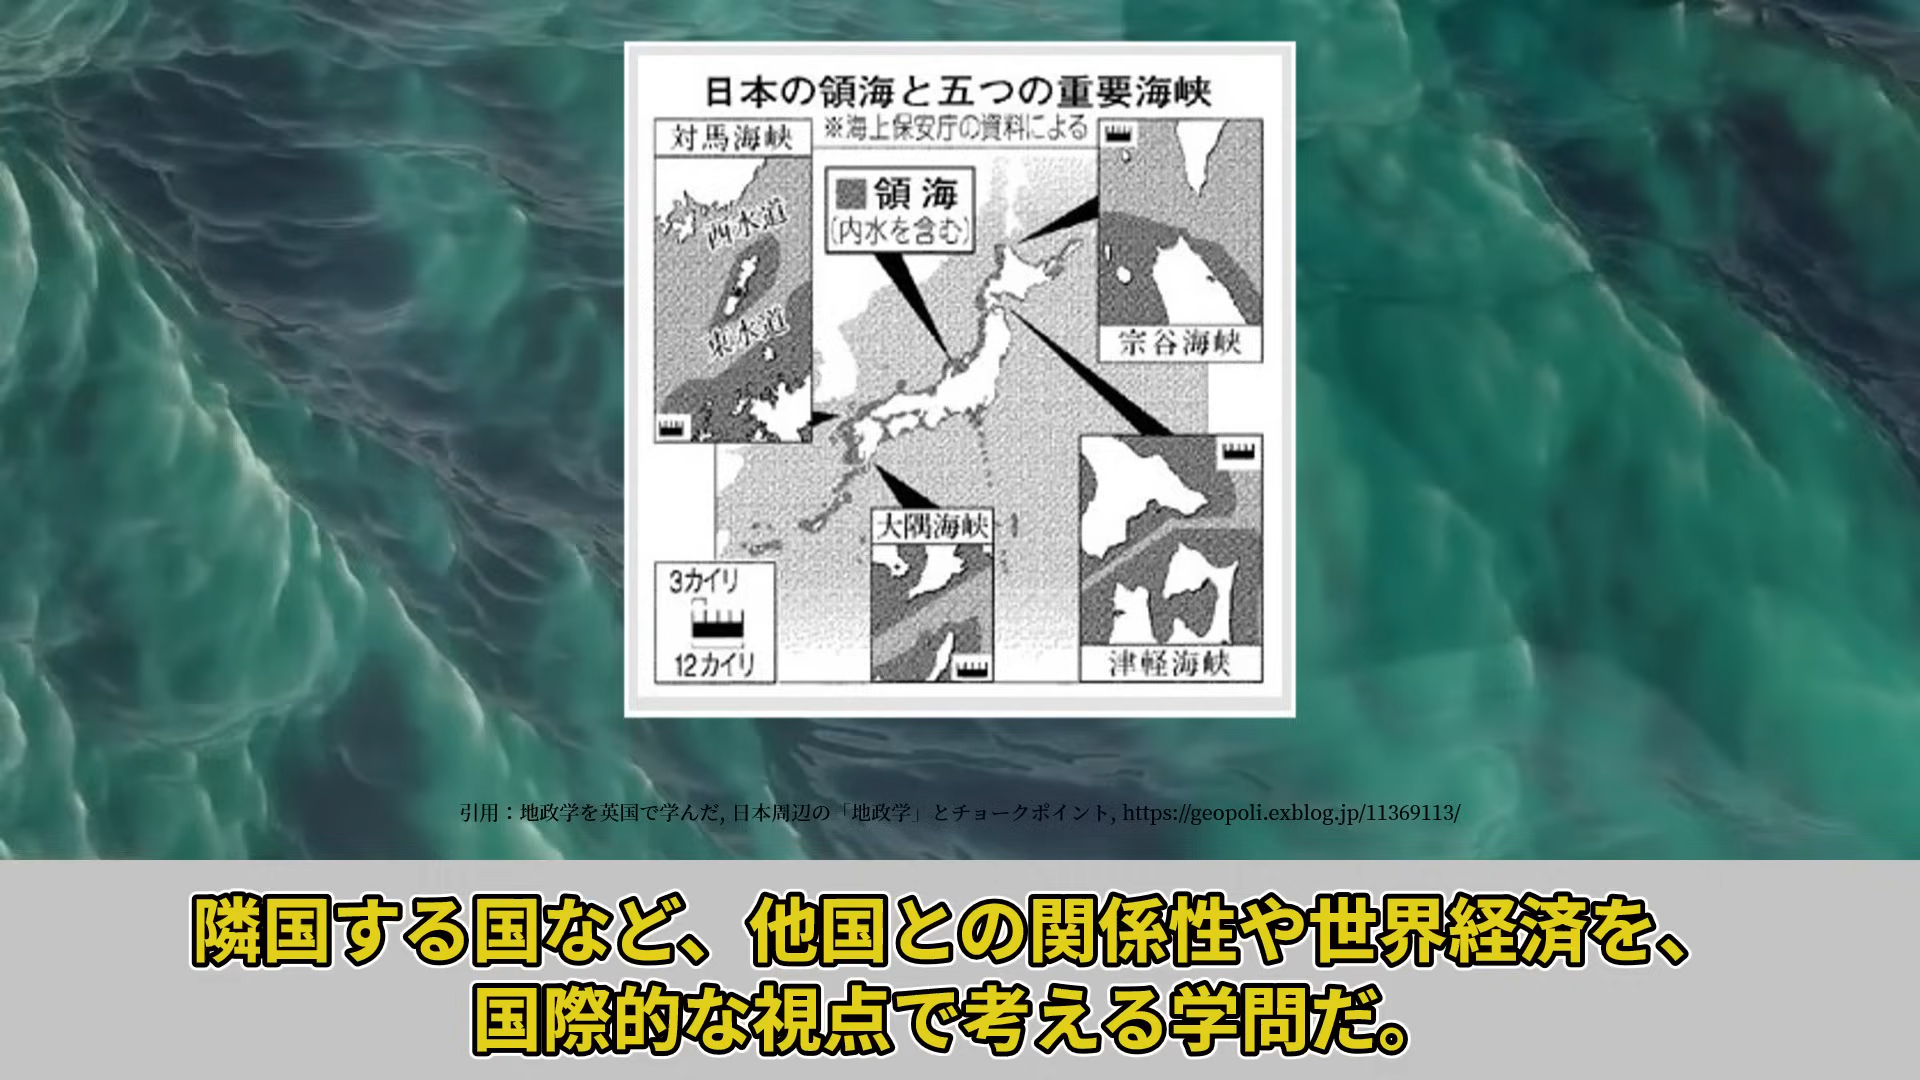 日本の領海と五つの重要海峡
※海上保安庁の資料による
対馬海峡
西水道
東水道
領海
(内水を含む)
宗谷海峡
大隅海峡
津軽海峡
3カイリ
12カイリ
引用：地政学を英国で学んだ, 日本周辺の「地政学」とチョークポイント, https://geopoli.exblog.jp/11369113/
隣国する国など、他国との関係性や世界経済を、
国際的な視点で考える学問だ。